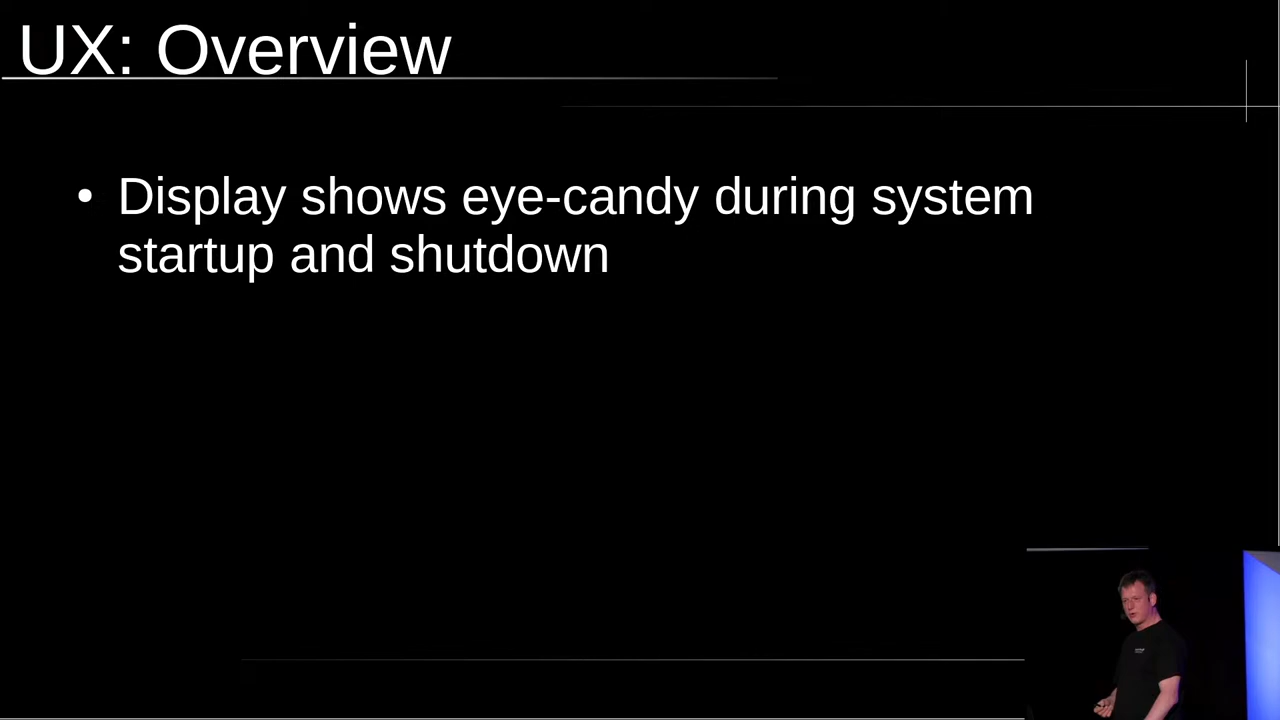 UX: Overview
• Display shows eye-candy during system
startup and shutdown